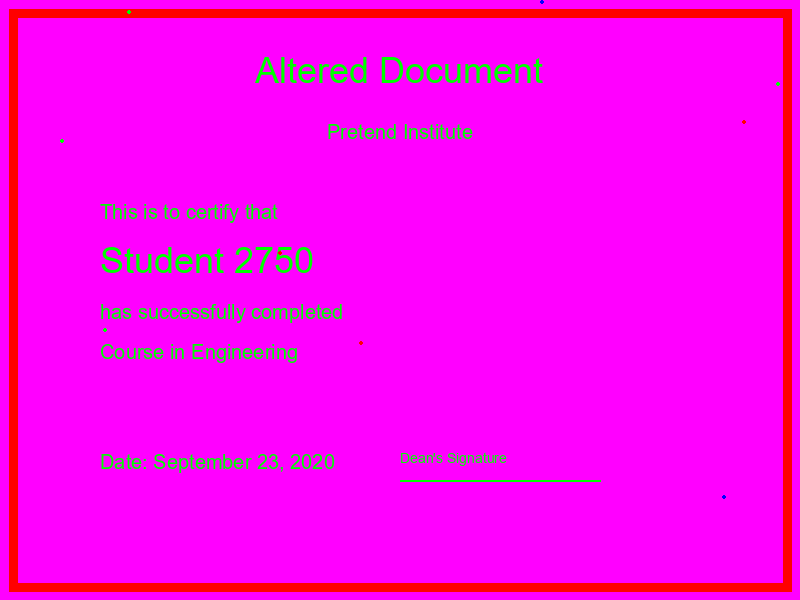 Altered Document
Pretend Institute
This is to certify that
Student 2750
has successfully completed
Course in Engineering
Date: September 23, 2020
Dean's Signature